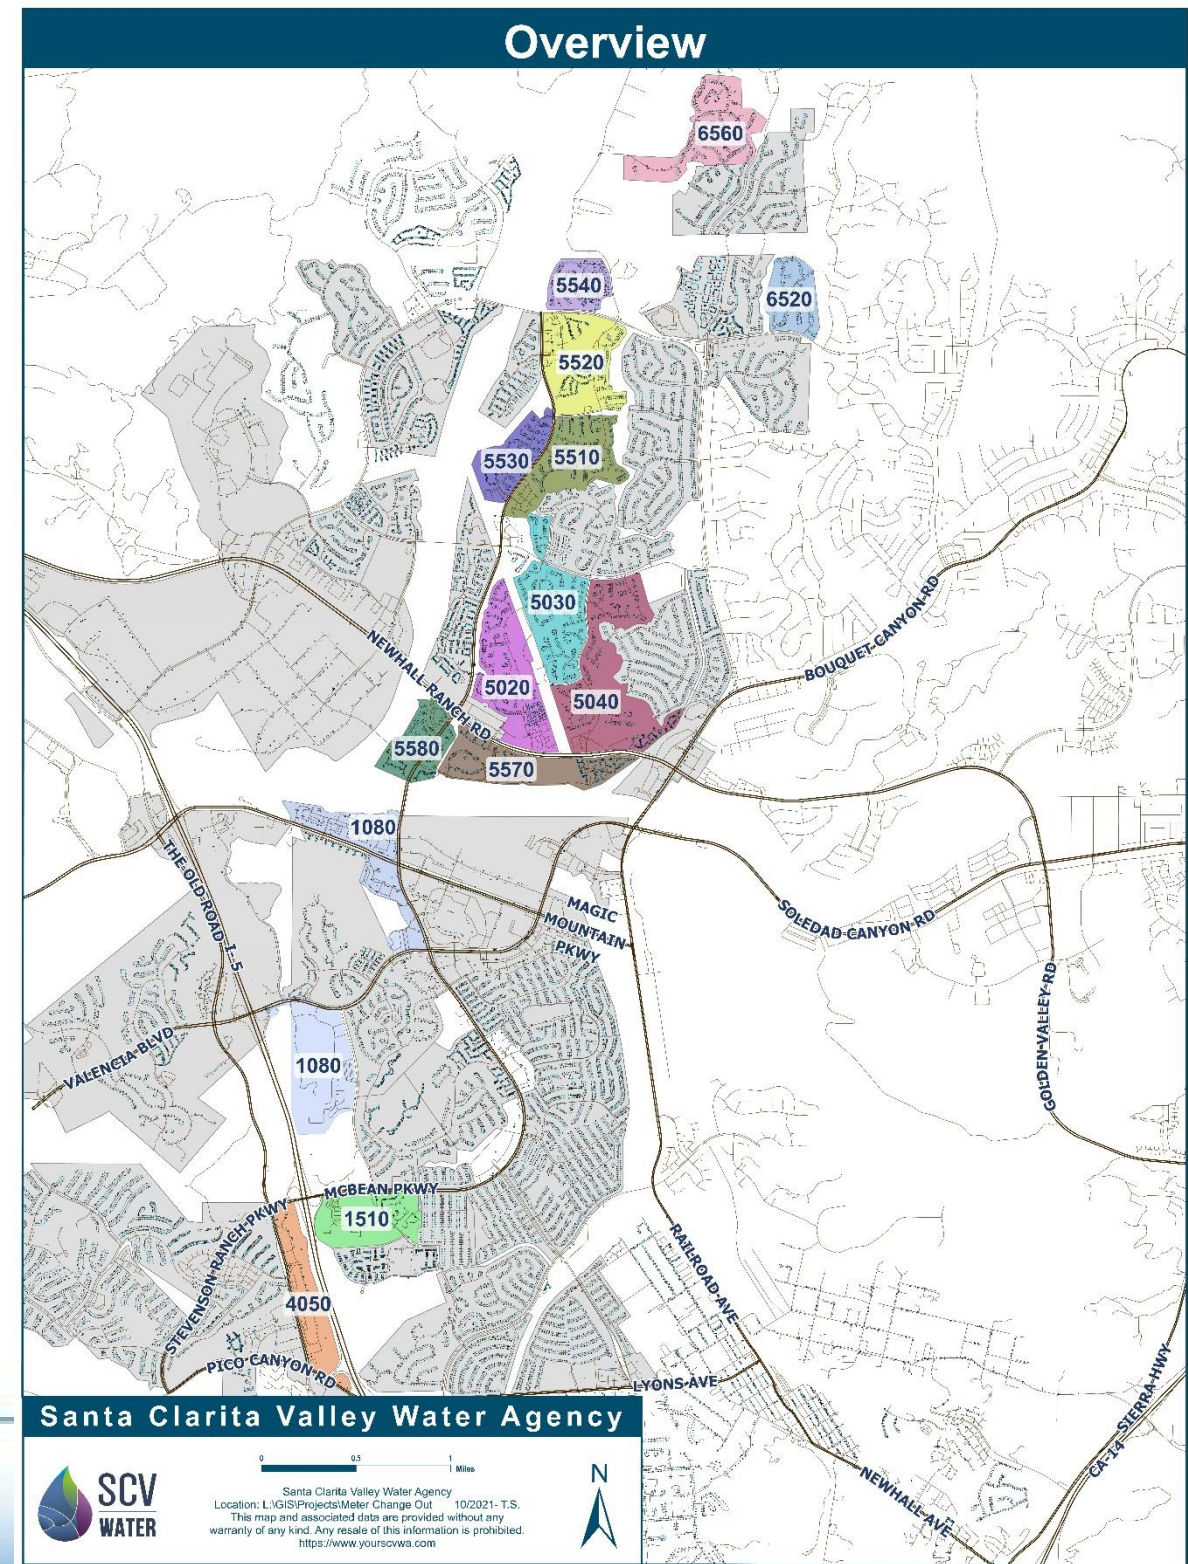 Overview
6560
5540
6520
5520
5530
5510
5030
5020
5040
NEWHALL RANCH RD
BOUQUET CANYON RD
5580
5570
1080
THE OLD ROAD
I-5
MAGIC
MOUNTAIN
PKWY
SOLEDAD CANYON RD
GOLDEN VALLEY RD
VALENCIA BLVD
1080
MCBEAN PKWY
1510
STEVENSON RANCH PKWY
4050
PICO CANYON RD
RAILROAD AVE
LYONS AVE
NEWHALL AVE
CA-14
SIERRA HWY
Santa Clarita Valley Water Agency
0 0.5 1
Miles
N
SCV
WATER
Santa Clarita Valley Water Agency
Location: L:\GIS\Projects\Meter Change Out 10/2021- T.S.
This map and associated data are provided without any
warranty of any kind. Any resale of this information is prohibited.
https://www.yourscvwa.com